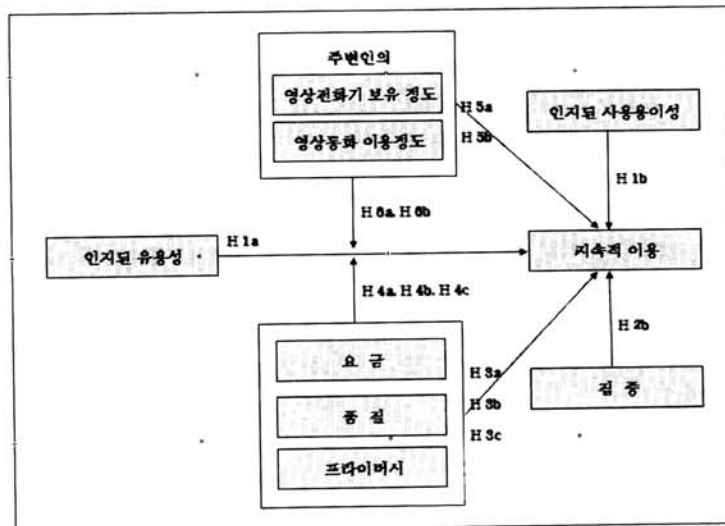 주변인의
영상전화기 보유 정도
영상통화 이용정도
H 5a
H 5b
인지된 사용용이성
H 1b
H 6a. H 6b
인지된 유용성
H 1a
지속적 이용
H 4a. H 4b. H 4c
H 2b
요 금
품 질
프라이버시
H 3a
H 3b
H 3c
집 중